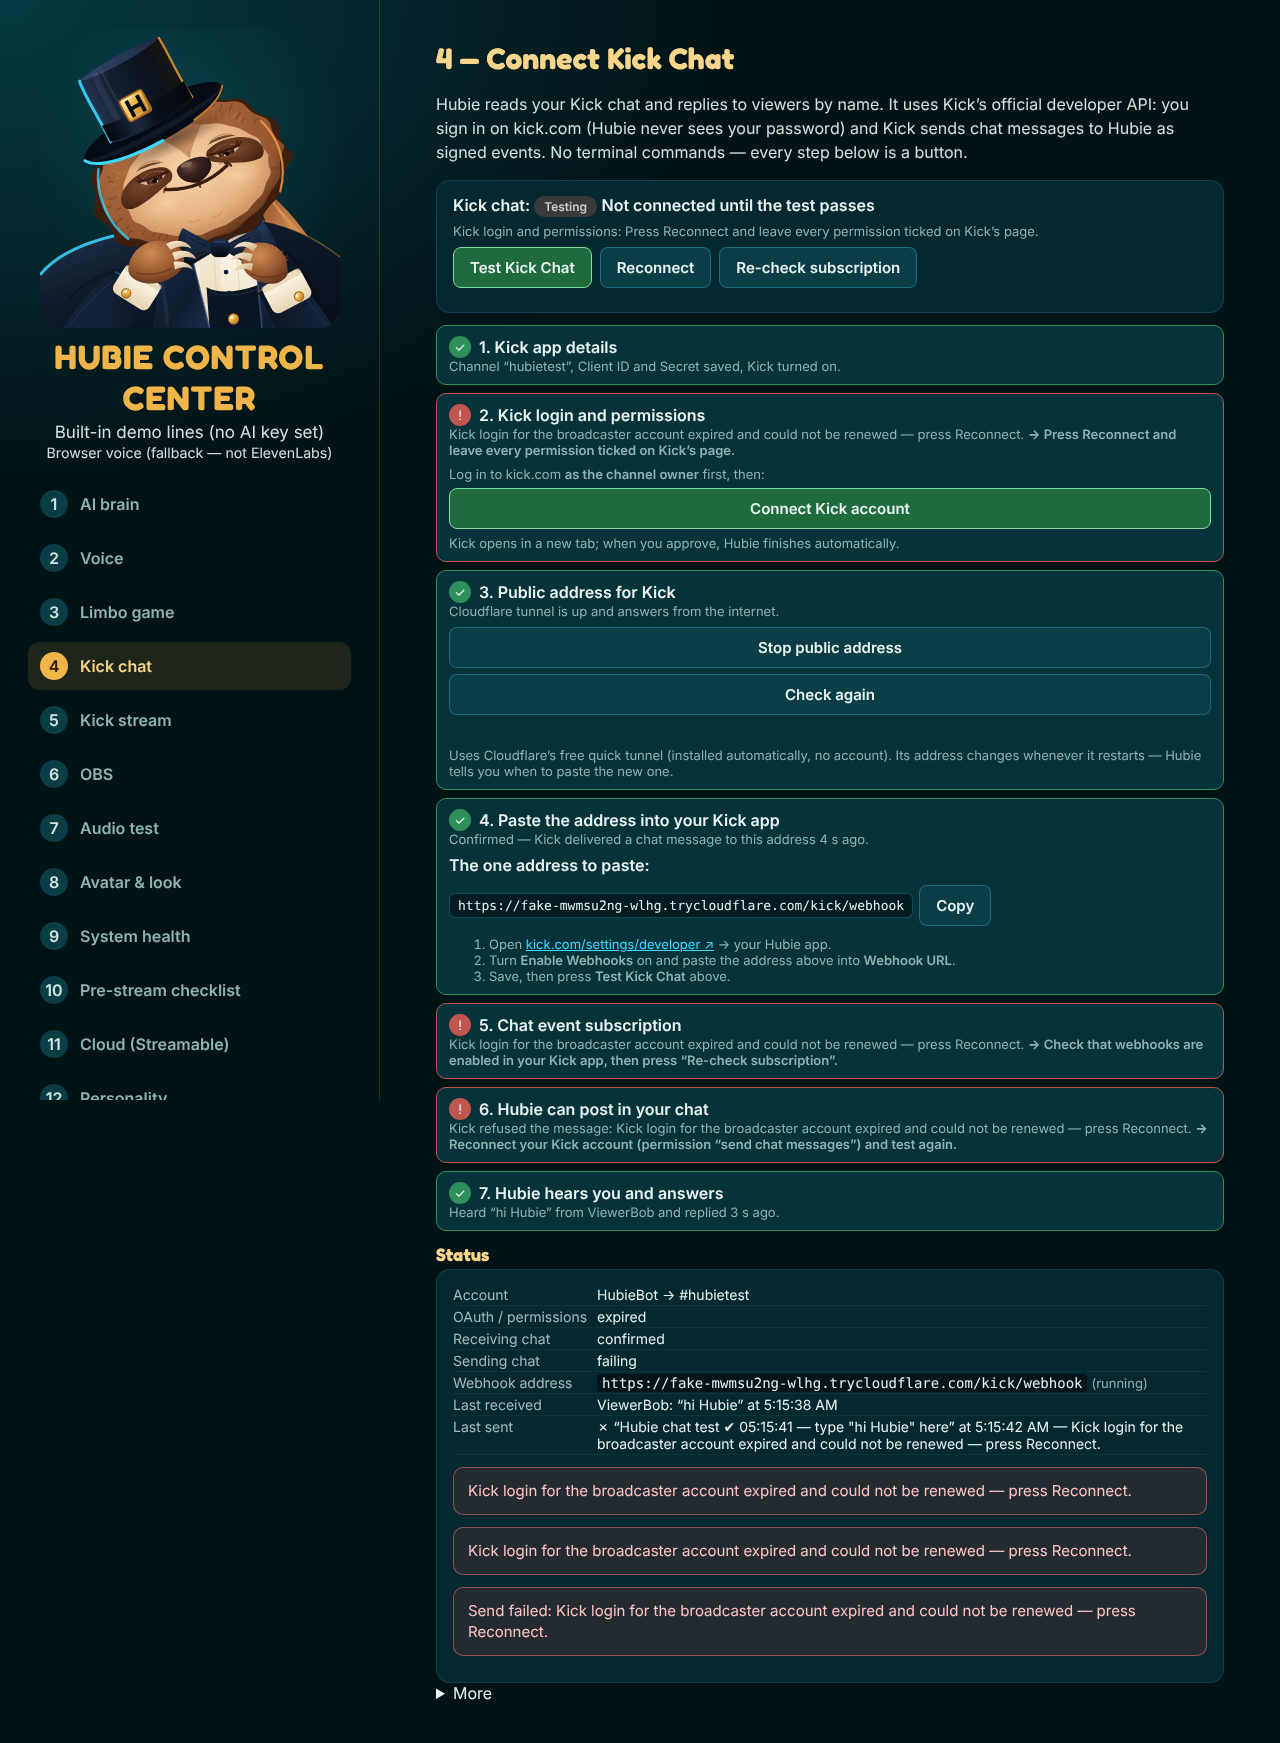 H
HUBIE CONTROL
CENTER
Built-in demo lines (no AI key set)
Browser voice (fallback — not ElevenLabs)
1 AI brain
2 Voice
3 Limbo game
4 Kick chat
5 Kick stream
6 OBS
7 Audio test
8 Avatar & look
9 System health
10 Pre-stream checklist
11 Cloud (Streamable)
12 Personality
4 — Connect Kick Chat
Hubie reads your Kick chat and replies to viewers by name. It uses Kick’s official developer API: you
sign in on kick.com (Hubie never sees your password) and Kick sends chat messages to Hubie as
signed events. No terminal commands — every step below is a button.
Kick chat: Testing Not connected until the test passes
Kick login and permissions: Press Reconnect and leave every permission ticked on Kick’s page.
Test Kick Chat Reconnect Re-check subscription
✓ 1. Kick app details
Channel “hubietest”, Client ID and Secret saved, Kick turned on.
! 2. Kick login and permissions
Kick login for the broadcaster account expired and could not be renewed — press Reconnect. → Press Reconnect and
leave every permission ticked on Kick’s page.
Log in to kick.com as the channel owner first, then:
Connect Kick account
Kick opens in a new tab; when you approve, Hubie finishes automatically.
✓ 3. Public address for Kick
Cloudflare tunnel is up and answers from the internet.
Stop public address
Check again
Uses Cloudflare’s free quick tunnel (installed automatically, no account). Its address changes whenever it restarts — Hubie
tells you when to paste the new one.
✓ 4. Paste the address into your Kick app
Confirmed — Kick delivered a chat message to this address 4 s ago.
The one address to paste:
https://fake-mwmsu2ng-wlhg.trycloudflare.com/kick/webhook Copy
1. Open kick.com/settings/developer ↗ → your Hubie app.
2. Turn Enable Webhooks on and paste the address above into Webhook URL.
3. Save, then press Test Kick Chat above.
! 5. Chat event subscription
Kick login for the broadcaster account expired and could not be renewed — press Reconnect. → Check that webhooks are
enabled in your Kick app, then press “Re-check subscription”.
! 6. Hubie can post in your chat
Kick refused the message: Kick login for the broadcaster account expired and could not be renewed — press Reconnect. →
Reconnect your Kick account (permission “send chat messages”) and test again.
✓ 7. Hubie hears you and answers
Heard “hi Hubie” from ViewerBob and replied 3 s ago.
Status
Account HubieBot → #hubietest
OAuth / permissions expired
Receiving chat confirmed
Sending chat failing
Webhook address https://fake-mwmsu2ng-wlhg.trycloudflare.com/kick/webhook (running)
Last received ViewerBob: “hi Hubie” at 5:15:38 AM
Last sent × “Hubie chat test ✔ 05:15:41 — type "hi Hubie" here” at 5:15:42 AM — Kick login for the
broadcaster account expired and could not be renewed — press Reconnect.
Kick login for the broadcaster account expired and could not be renewed — press Reconnect.
Kick login for the broadcaster account expired and could not be renewed — press Reconnect.
Send failed: Kick login for the broadcaster account expired and could not be renewed — press
Reconnect.
▶ More